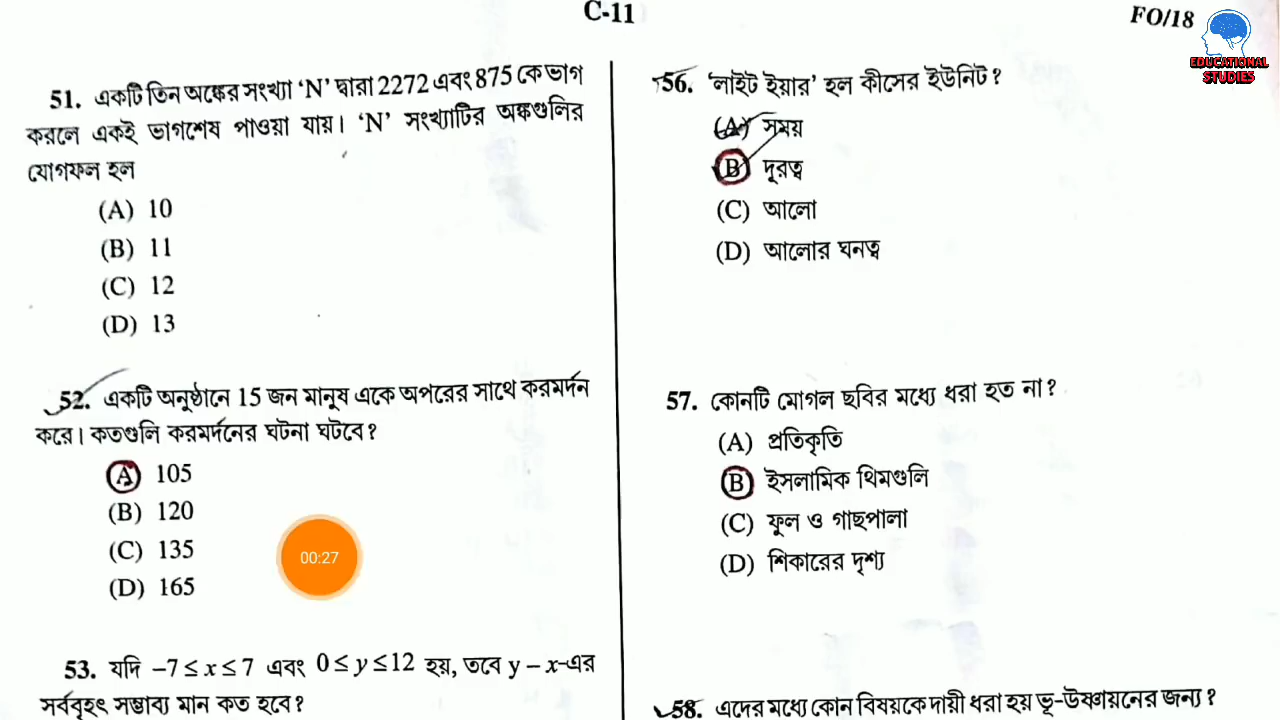 C-11
FO/18
EDUCATIONAL
STUDIES
51. একটি তিন অঙ্কের সংখ্যা ‘N’ দ্বারা 2272 এবং 875 কে ভাগ
করলে একই ভাগশেষ পাওয়া যায়। ‘N’ সংখ্যাটির অঙ্কগুলির
যোগফল হল
(A) 10
(B) 11
(C) 12
(D) 13
52. একটি অনুষ্ঠানে 15 জন মানুষ একে অপরের সাথে করমর্দন
করে। কতগুলি করমর্দনের ঘটনা ঘটবে?
(A) 105
(B) 120
(C) 135
(D) 165
00:27
53. যদি −7 ≤ x ≤ 7 এবং 0 ≤ y ≤ 12 হয়, তবে y − x-এর
সর্ববৃহৎ সম্ভাব্য মান কত হবে?
56. ‘লাইট ইয়ার’ হল কীসের ইউনিট?
(A) সময়
(B) দূরত্ব
(C) আলো
(D) আলোর ঘনত্ব
57. কোনটি মোগল ছবির মধ্যে ধরা হত না?
(A) প্রতিকৃতি
(B) ইসলামিক থিমগুলি
(C) ফুল ও গাছপালা
(D) শিকারের দৃশ্য
58. এদের মধ্যে কোন বিষয়কে দায়ী ধরা হয় ভূ-উষ্ণায়নের জন্য?